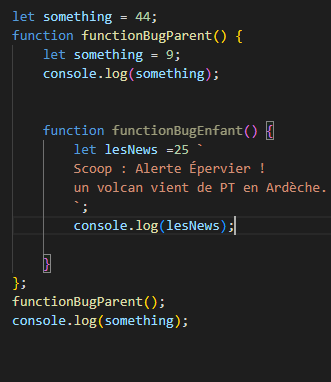 let something = 44;
function functionBugParent() {
let something = 9;
console.log(something);
function functionBugEnfant() {
let lesNews =25 `
Scoop : Alerte Épervier !
un volcan vient de PT en Ardèche.
`;
console.log(lesNews);
}
};
functionBugParent();
console.log(something);